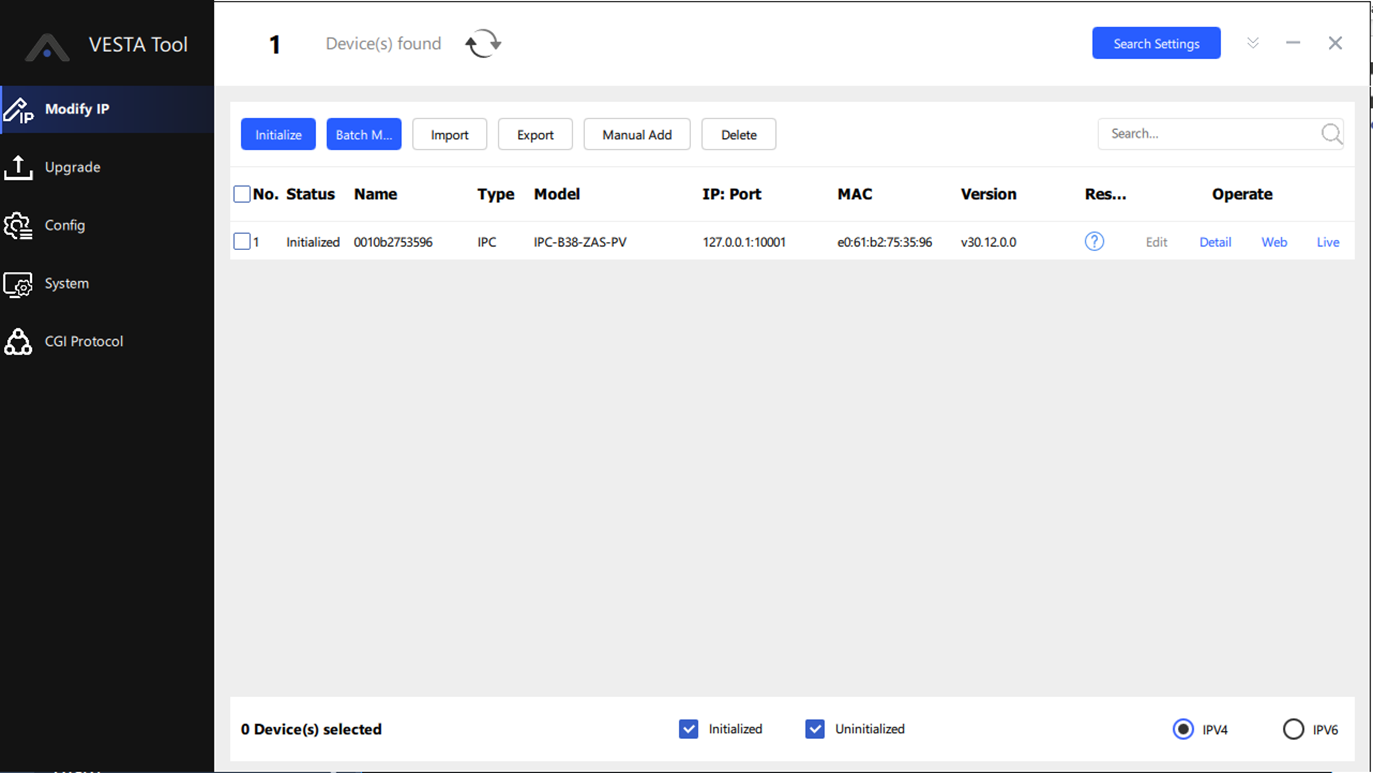 VESTA Tool
1 Device(s) found
Search Settings
Modify IP
Upgrade
Config
System
CGI Protocol
Initialize Batch M... Import Export Manual Add Delete
Search...
No. Status Name Type Model IP: Port MAC Version Res... Operate
1 Initialized 0010b2753596 IPC IPC-B38-ZAS-PV 127.0.0.1:10001 e0:61:b2:75:35:96 v30.12.0.0 ? Edit Detail Web Live
0 Device(s) selected
Initialized Uninitialized
IPV4 IPV6